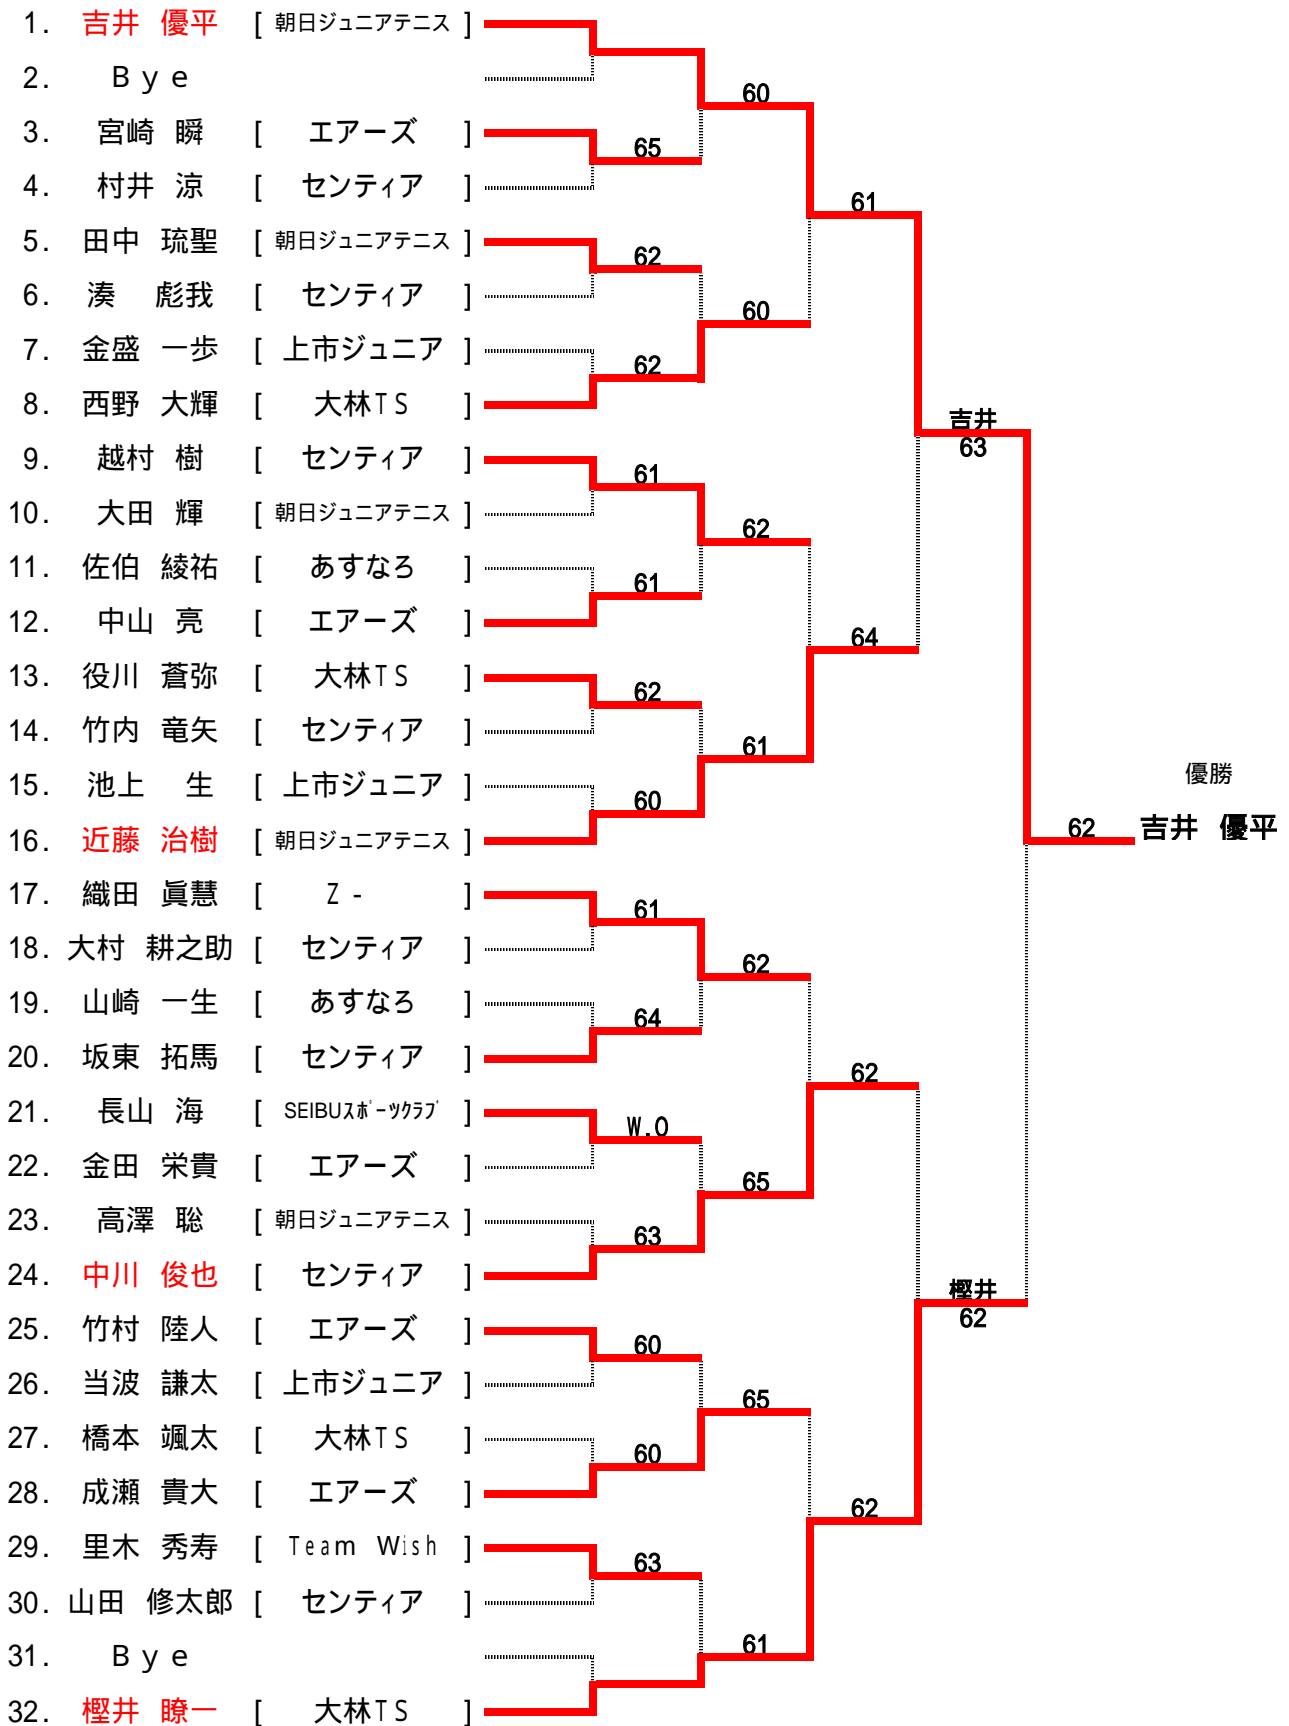 1. 吉井 優平 [ 朝日ジュニアテニス ]
2. Bye
60
3. 宮崎 瞬 [ エアーズ ]
65
4. 村井 涼 [ センティア ]
61
5. 田中 琉聖 [ 朝日ジュニアテニス ]
62
6. 湊 彪我 [ センティア ]
60
7. 金盛 一歩 [ 上市ジュニア ]
62
8. 西野 大輝 [ 大林TS ]
吉井
63
9. 越村 樹 [ センティア ]
61
10. 大田 輝 [ 朝日ジュニアテニス ]
62
11. 佐伯 綾祐 [ あすなろ ]
61
12. 中山 亮 [ エアーズ ]
64
13. 役川 蒼弥 [ 大林TS ]
62
14. 竹内 竜矢 [ センティア ]
61
15. 池上 生 [ 上市ジュニア ]
優勝
60
16. 近藤 治樹 [ 朝日ジュニアテニス ]
62 吉井 優平
17. 織田 眞慧 [ Z- ]
61
18. 大村 耕之助 [ センティア ]
62
19. 山崎 一生 [ あすなろ ]
64
20. 坂東 拓馬 [ センティア ]
62
21. 長山 海 [ SEIBUスポーツクラブ ]
W.O
22. 金田 栄貴 [ エアーズ ]
65
23. 高澤 聡 [ 朝日ジュニアテニス ]
63
24. 中川 俊也 [ センティア ]
樫井
62
25. 竹村 陸人 [ エアーズ ]
60
26. 当波 謙太 [ 上市ジュニア ]
65
27. 橋本 颯太 [ 大林TS ]
60
28. 成瀬 貴大 [ エアーズ ]
62
29. 里木 秀寿 [ Team Wish ]
63
30. 山田 修太郎 [ センティア ]
61
31. Bye
32. 樫井 瞭一 [ 大林TS ]